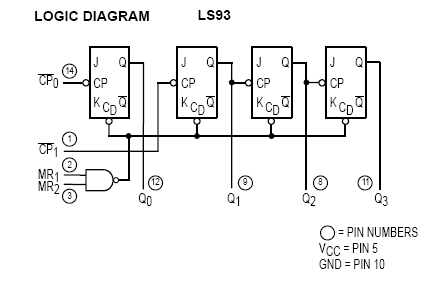 LOGIC DIAGRAM LS93
J Q J Q J Q J Q
CP0 14 CP CP CP CP
K CD Q K CD Q K CD Q K CD Q
1
CP1
2
MR1
MR2
3
12 9 8 11
Q0 Q1 Q2 Q3
= PIN NUMBERS
VCC = PIN 5
GND = PIN 10